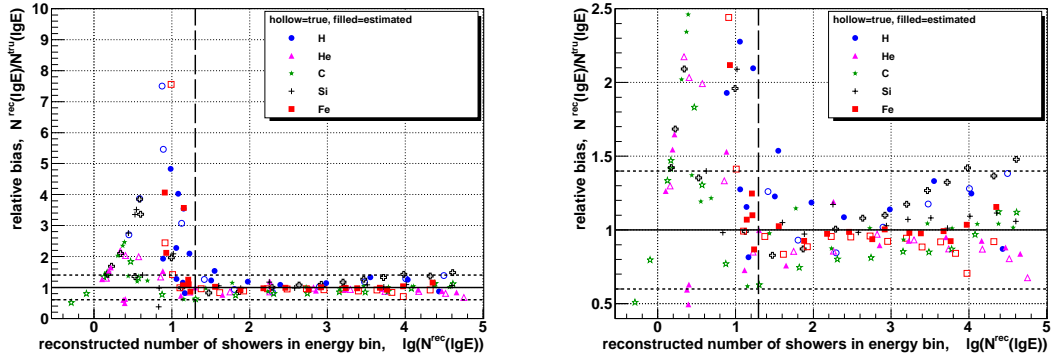 relative bias, N^rec(lgE)/N^tru(lgE)
10
9
8
7
6
5
4
3
2
1
0
hollow=true, filled=estimated
H
He
C
Si
Fe
0 1 2 3 4 5
reconstructed number of showers in energy bin, lg(N^rec(lgE))
relative bias, N^rec(lgE)/N^tru(lgE)
2.5
2
1.5
1
0.5
hollow=true, filled=estimated
H
He
C
Si
Fe
0 1 2 3 4 5
reconstructed number of showers in energy bin, lg(N^rec(lgE))